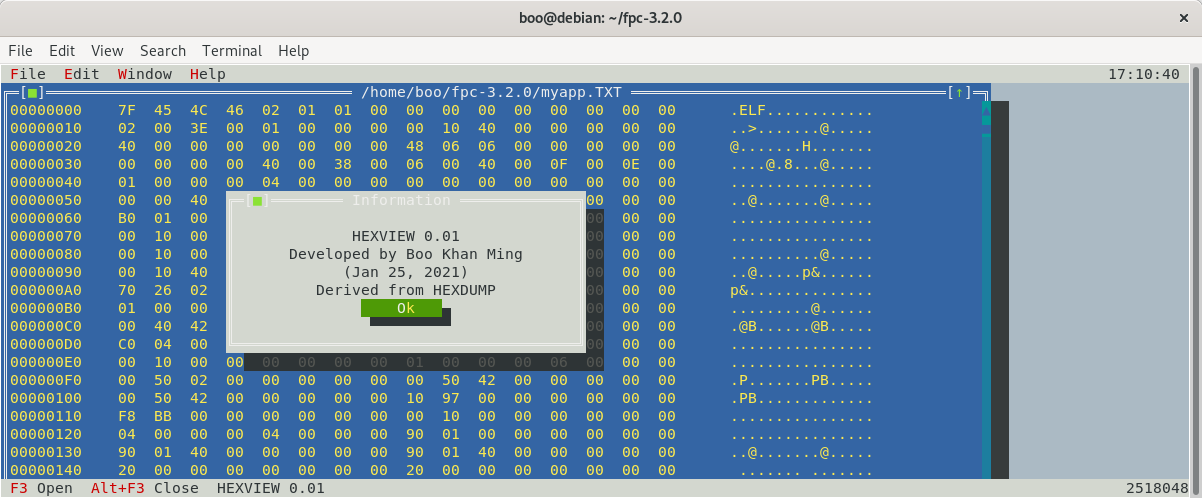 boo@debian: ~/fpc-3.2.0 ×
File Edit View Search Terminal Help
File Edit Window Help 17:10:40
[■] /home/boo/fpc-3.2.0/myapp.TXT [↑]
00000000 7F 45 4C 46 02 01 01 00 00 00 00 00 00 00 00 00 .ELF............
00000010 02 00 3E 00 01 00 00 00 00 10 40 00 00 00 00 00 ..>.......@.....
00000020 40 00 00 00 00 00 00 00 48 06 06 00 00 00 00 00 @.......H.......
00000030 00 00 00 00 40 00 38 00 06 00 40 00 0F 00 0E 00 ....@.8...@.....
00000040 01 00 00 00 04 00 00 00 00 00 00 00 00 00 00 00 ................
00000050 00 00 40 00 00 00 ..@.......@.....
00000060 B0 01 00 00 00 00 ................
00000070 00 10 00 00 00 00 ................
00000080 00 10 00 00 00 00 ..........@.....
00000090 00 10 40 00 00 00 ..@.....p&......
000000A0 70 26 02 00 00 00 p&..............
000000B0 01 00 00 00 00 00 .........@......
000000C0 00 40 42 00 00 00 .@B......@B.....
000000D0 C0 04 00 00 00 00 ................
000000E0 00 10 00 00 00 00 00 00 01 00 00 00 06 00 00 00 ................
000000F0 00 50 02 00 00 00 00 00 00 50 42 00 00 00 00 00 .P.......PB.....
00000100 00 50 42 00 00 00 00 00 10 97 00 00 00 00 00 00 .PB.............
00000110 F8 BB 00 00 00 00 00 00 00 10 00 00 00 00 00 00 ................
00000120 04 00 00 00 04 00 00 00 90 01 00 00 00 00 00 00 ................
00000130 90 01 40 00 00 00 00 00 90 01 40 00 00 00 00 00 ..@.......@.....
00000140 20 00 00 00 00 00 00 00 20 00 00 00 00 00 00 00  ....... .......
[■] Information
HEXVIEW 0.01
Developed by Boo Khan Ming
(Jan 25, 2021)
Derived from HEXDUMP
Ok
F3 Open Alt+F3 Close HEXVIEW 0.01 2518048